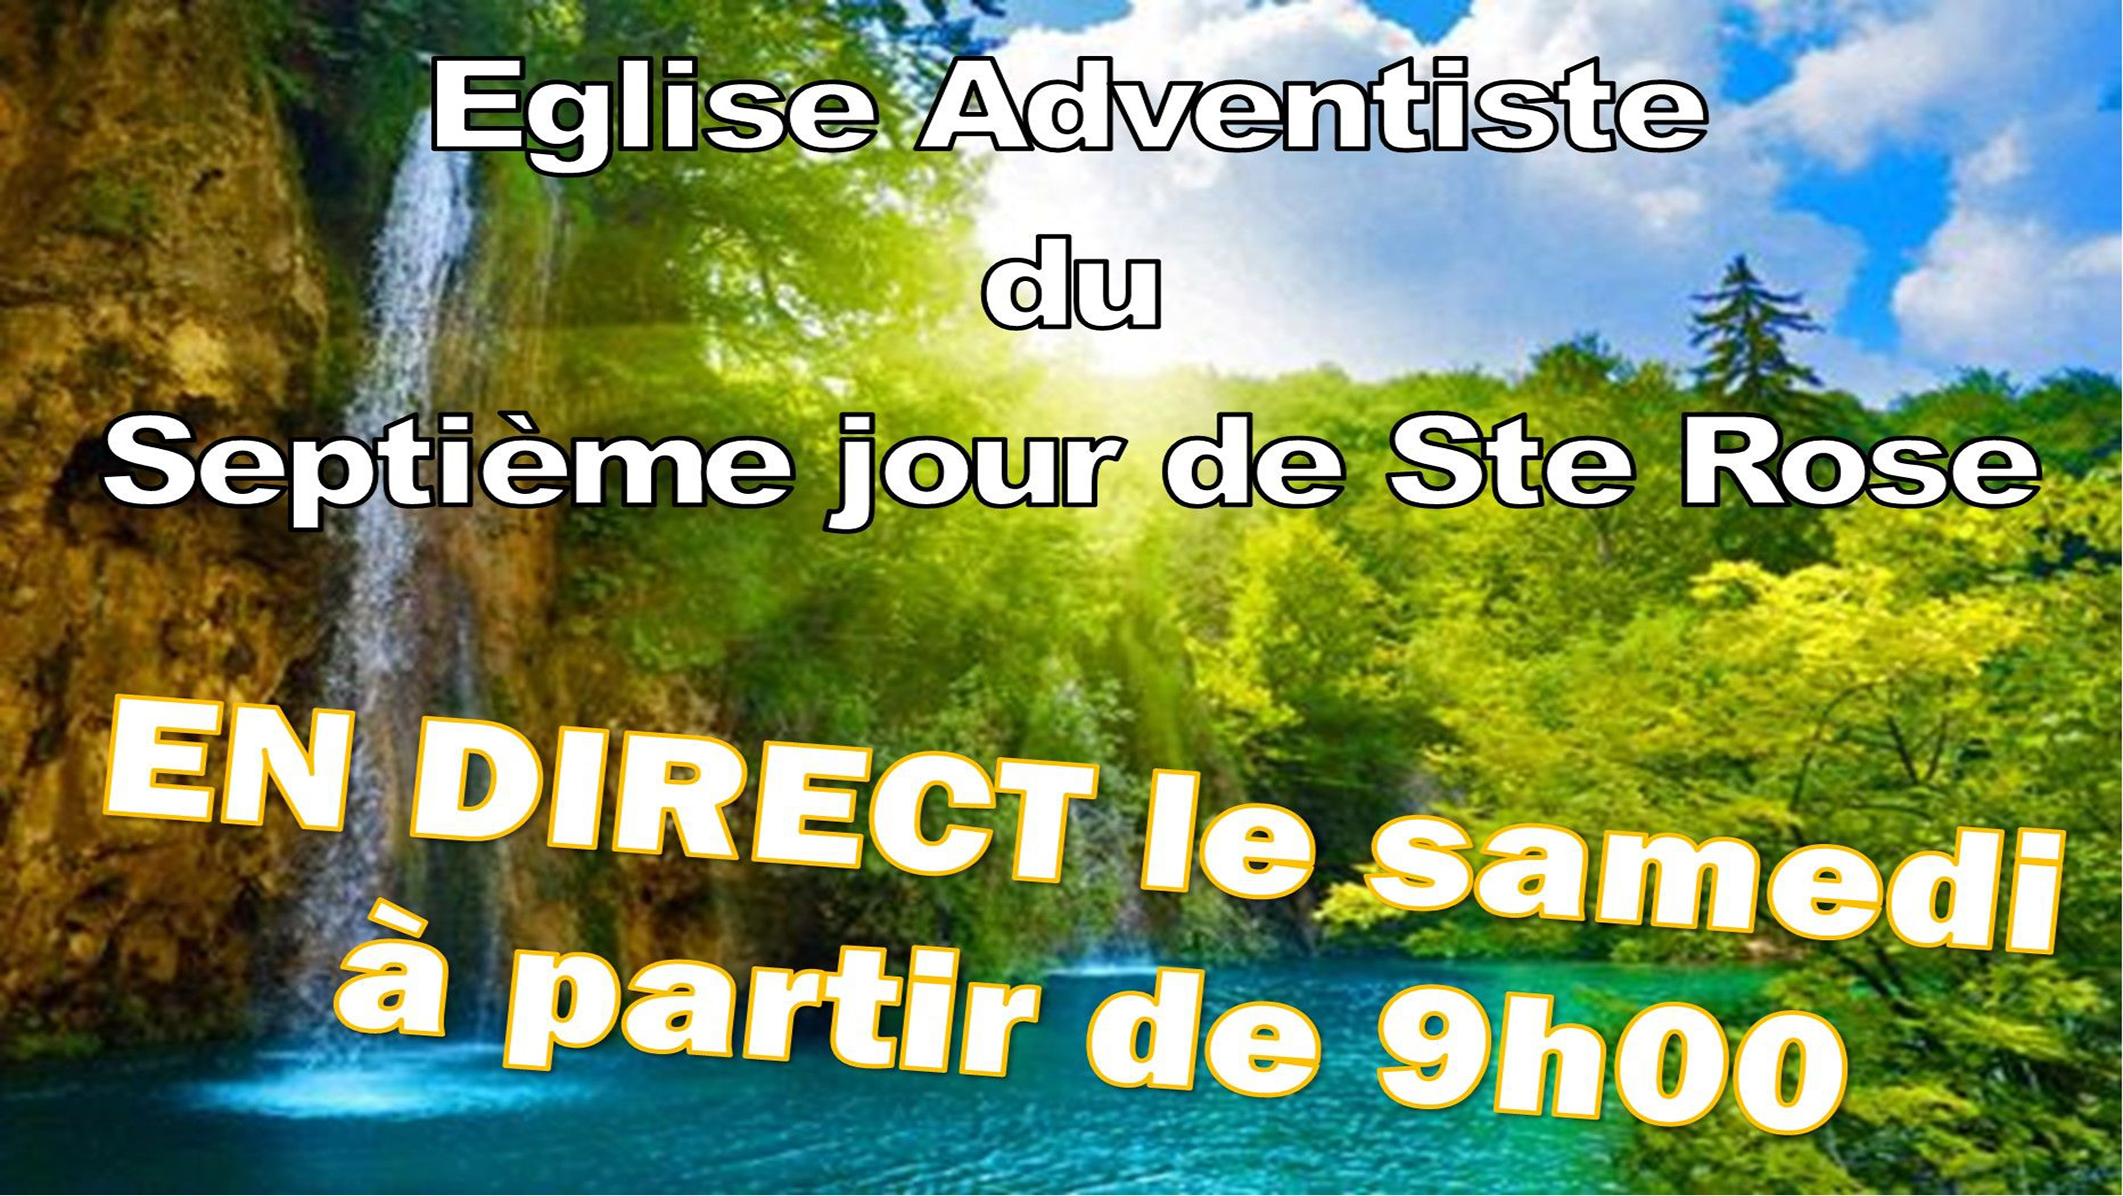 Eglise Adventiste
du
Septième jour de Ste Rose
EN DIRECT le samedi
à partir de 9h00